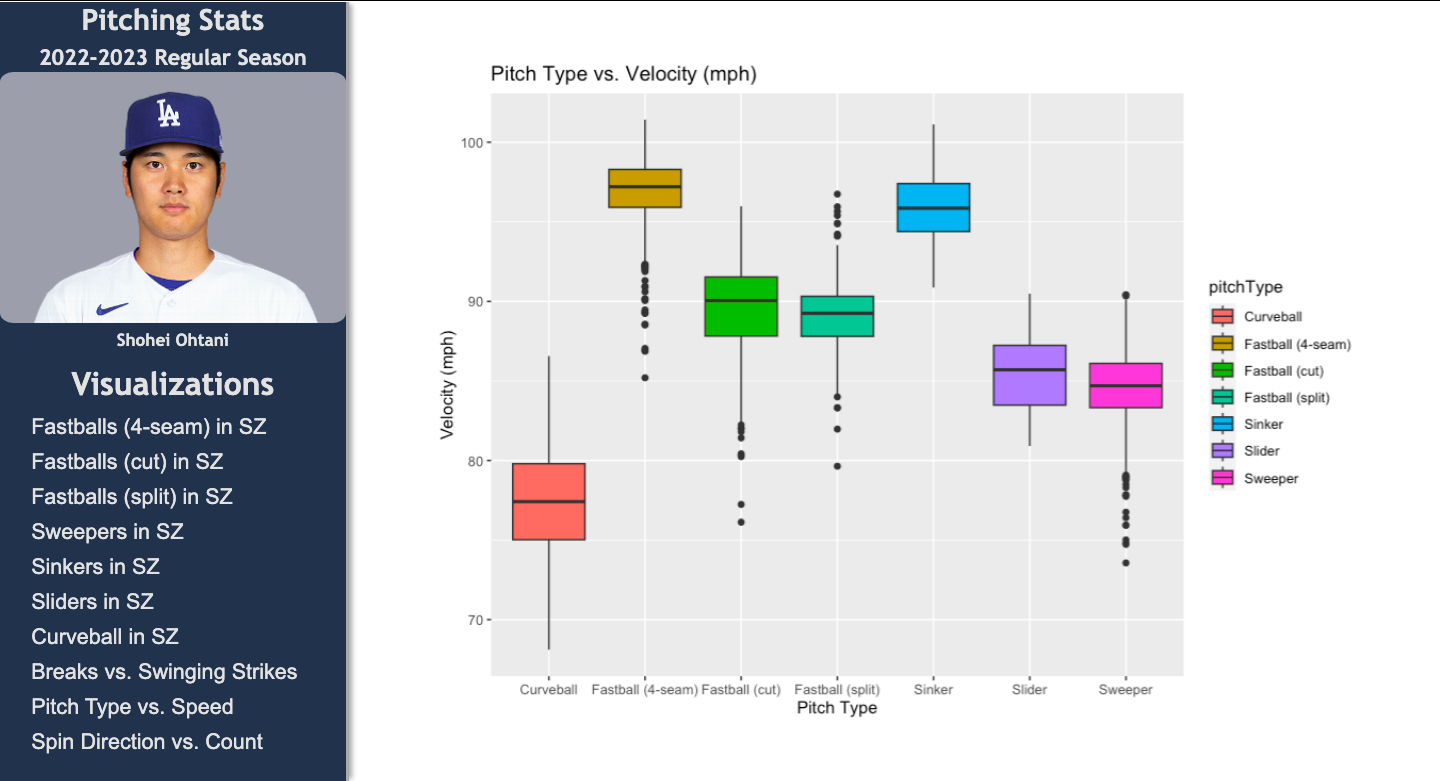 Pitching Stats
2022-2023 Regular Season
LA
Shohei Ohtani
Visualizations
Fastballs (4-seam) in SZ
Fastballs (cut) in SZ
Fastballs (split) in SZ
Sweepers in SZ
Sinkers in SZ
Sliders in SZ
Curveball in SZ
Breaks vs. Swinging Strikes
Pitch Type vs. Speed
Spin Direction vs. Count
Pitch Type vs. Velocity (mph)
Velocity (mph)
100
90
80
70
Curveball Fastball (4-seam) Fastball (cut) Fastball (split) Sinker Slider Sweeper
Pitch Type
pitchType
Curveball
Fastball (4-seam)
Fastball (cut)
Fastball (split)
Sinker
Slider
Sweeper